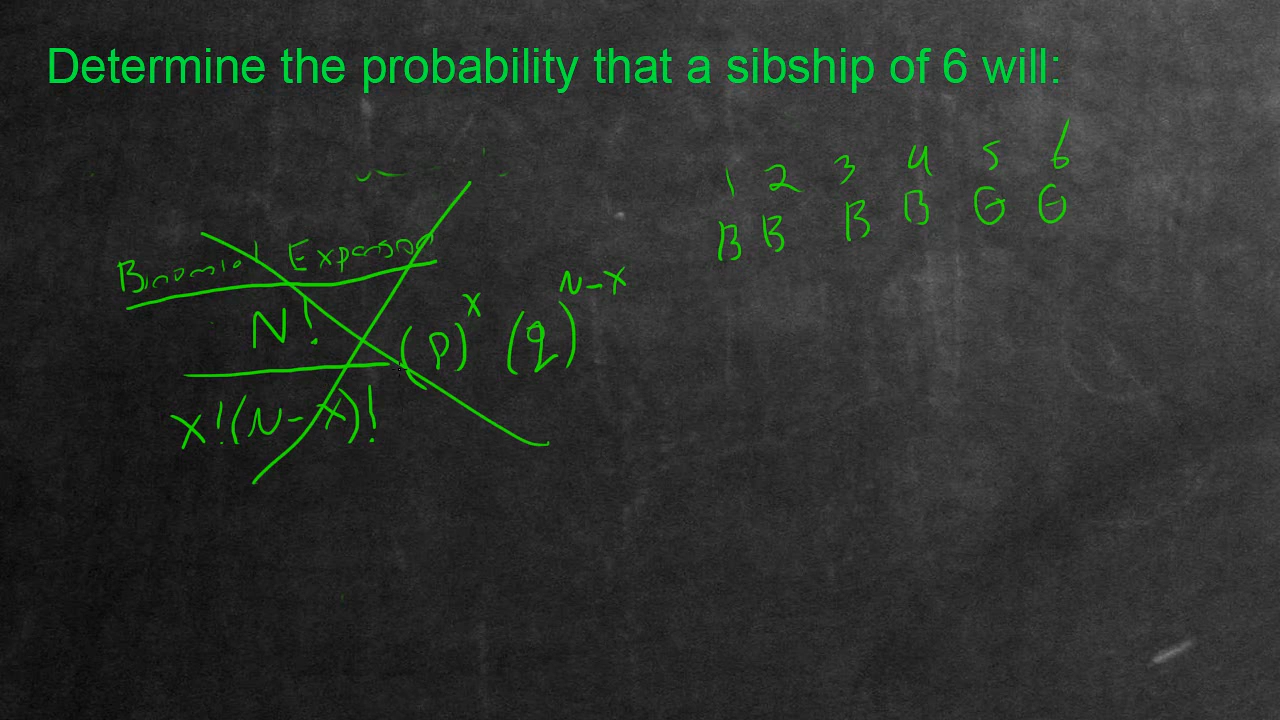 Determine the probability that a sibship of 6 will:
1 2 3 4 5 6
B B B B G G
Binomial Expansion
N!
x!(N-x)!
(p)^x (q)^N-x